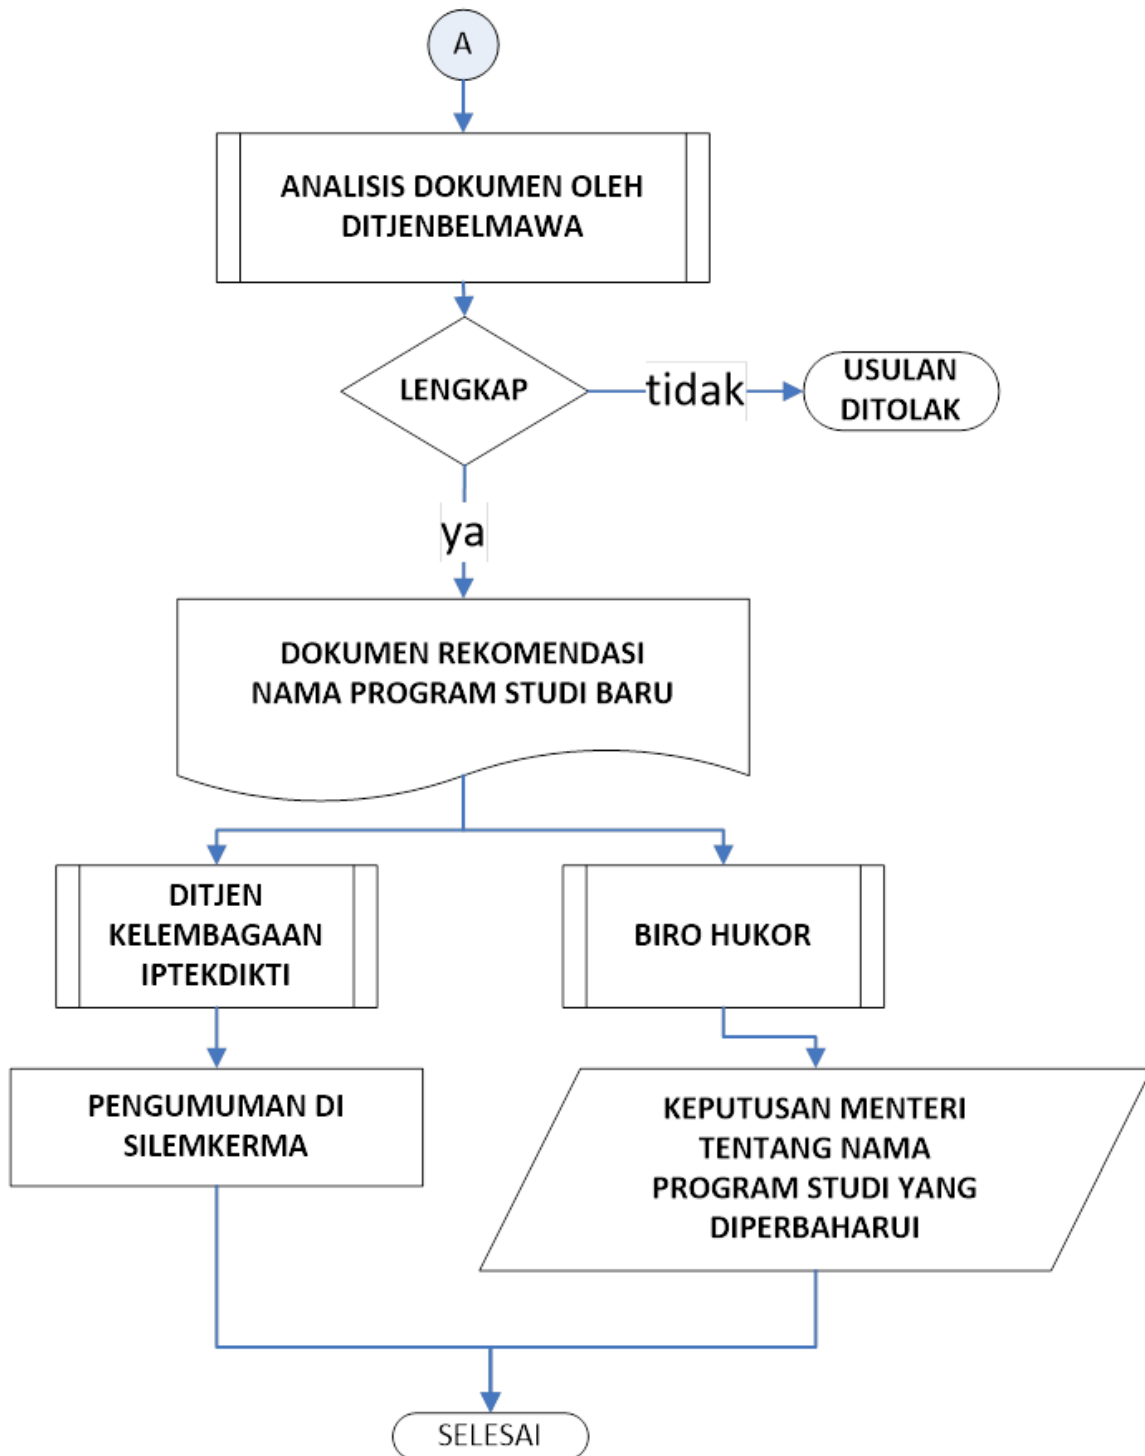 A
ANALISIS DOKUMEN OLEH
DITJENBELMAWA
LENGKAP
tidak
USULAN
DITOLAK
ya
DOKUMEN REKOMENDASI
NAMA PROGRAM STUDI BARU
DITJEN
KELEMBAGAAN
IPTEKDIKTI
BIRO HUKOR
PENGUMUMAN DI
SILEMKERMA
KEPUTUSAN MENTERI
TENTANG NAMA
PROGRAM STUDI YANG
DIPERBAHARUI
SELESAI